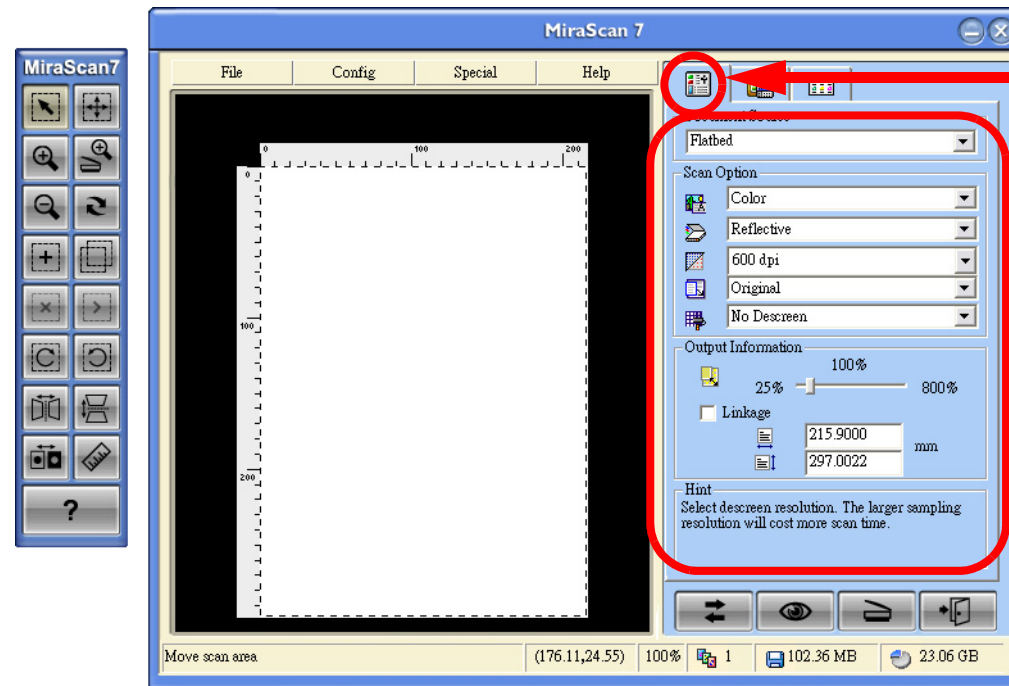 MiraScan 7
MiraScan7
File Config Special Help
Flatbed
Scan Option
Color
Reflective
600 dpi
Original
No Descreen
Output Information
100%
25% 800%
Linkage
215.9000
mm
297.0022
Hint
Select descreen resolution. The larger sampling
resolution will cost more scan time.
0 100 200
0
100
200
?
Move scan area (176.11,24.55) 100% 1 102.36 MB 23.06 GB